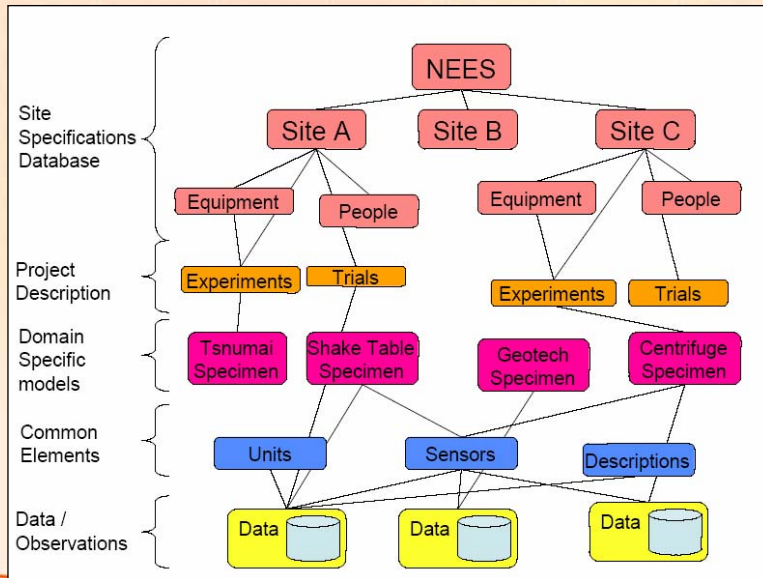 NEES
Site
Specifications
Database
Site A
Site B
Site C
Equipment
People
Equipment
People
Project
Description
Experiments
Trials
Experiments
Trials
Domain
Specific
models
Tsnumai
Specimen
Shake Table
Specimen
Geotech
Specimen
Centrifuge
Specimen
Common
Elements
Units
Sensors
Descriptions
Data /
Observations
Data
Data
Data